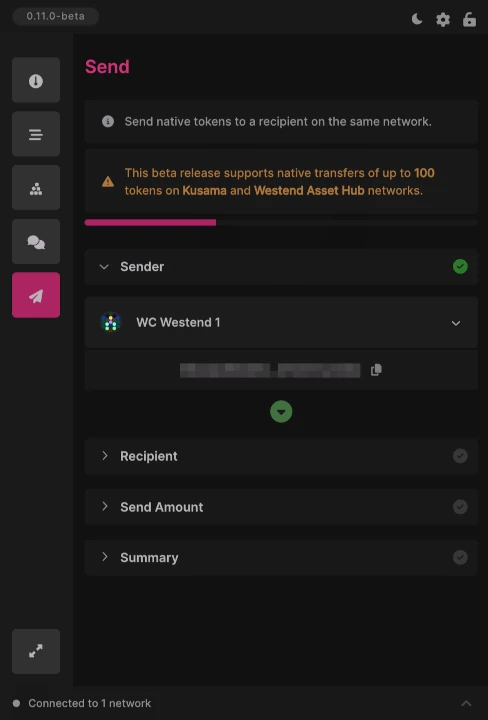 0.11.0-beta
Send
Send native tokens to a recipient on the same network.
This beta release supports native transfers of up to 100
tokens on Kusama and Westend Asset Hub networks.
Sender
WC Westend 1
Recipient
Send Amount
Summary
Connected to 1 network